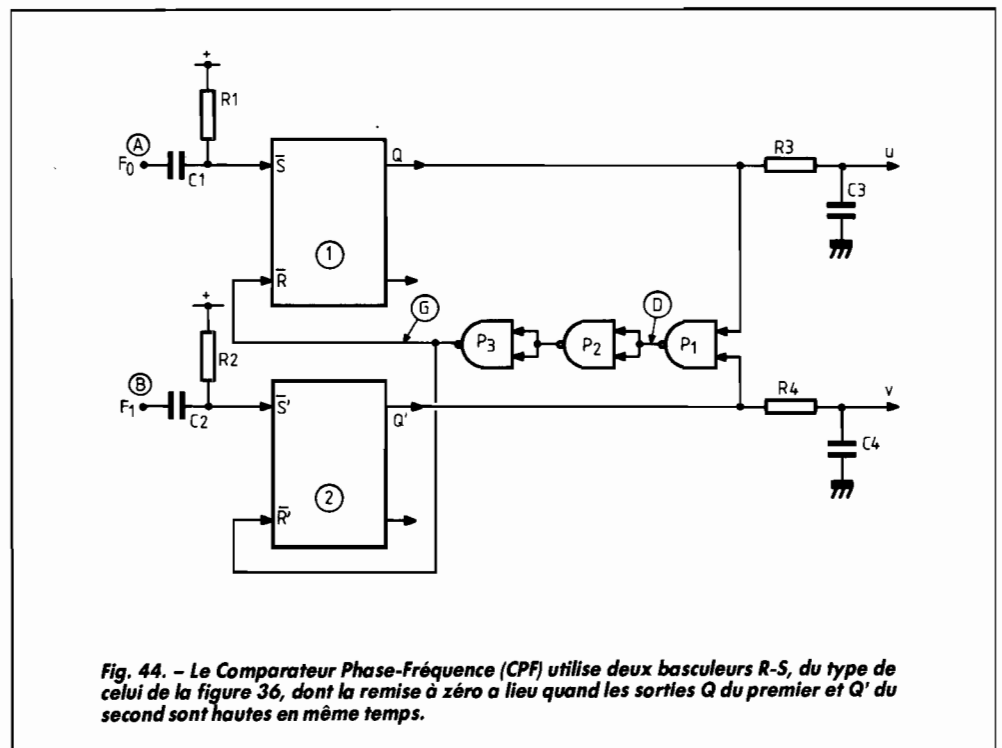 +
R1
A
F0
C1
S̅
Q
R3
u
C3
1
R̅
+
G
D
P3
P2
P1
R2
B
F1
C2
S̅'
Q'
R4
v
C4
2
R̅'
Fig. 44. – Le Comparateur Phase-Fréquence (CPF) utilise deux basculeurs R-S, du type de
celui de la figure 36, dont la remise à zéro a lieu quand les sorties Q du premier et Q' du
second sont hautes en même temps.